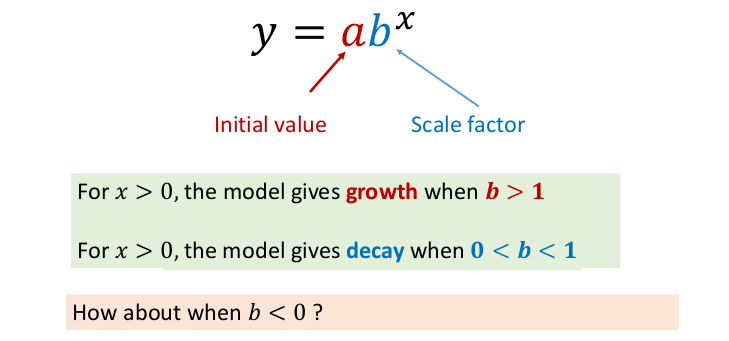 y = abˣ
Initial value Scale factor
For x > 0, the model gives growth when b > 1
For x > 0, the model gives decay when 0 < b < 1
How about when b < 0 ?